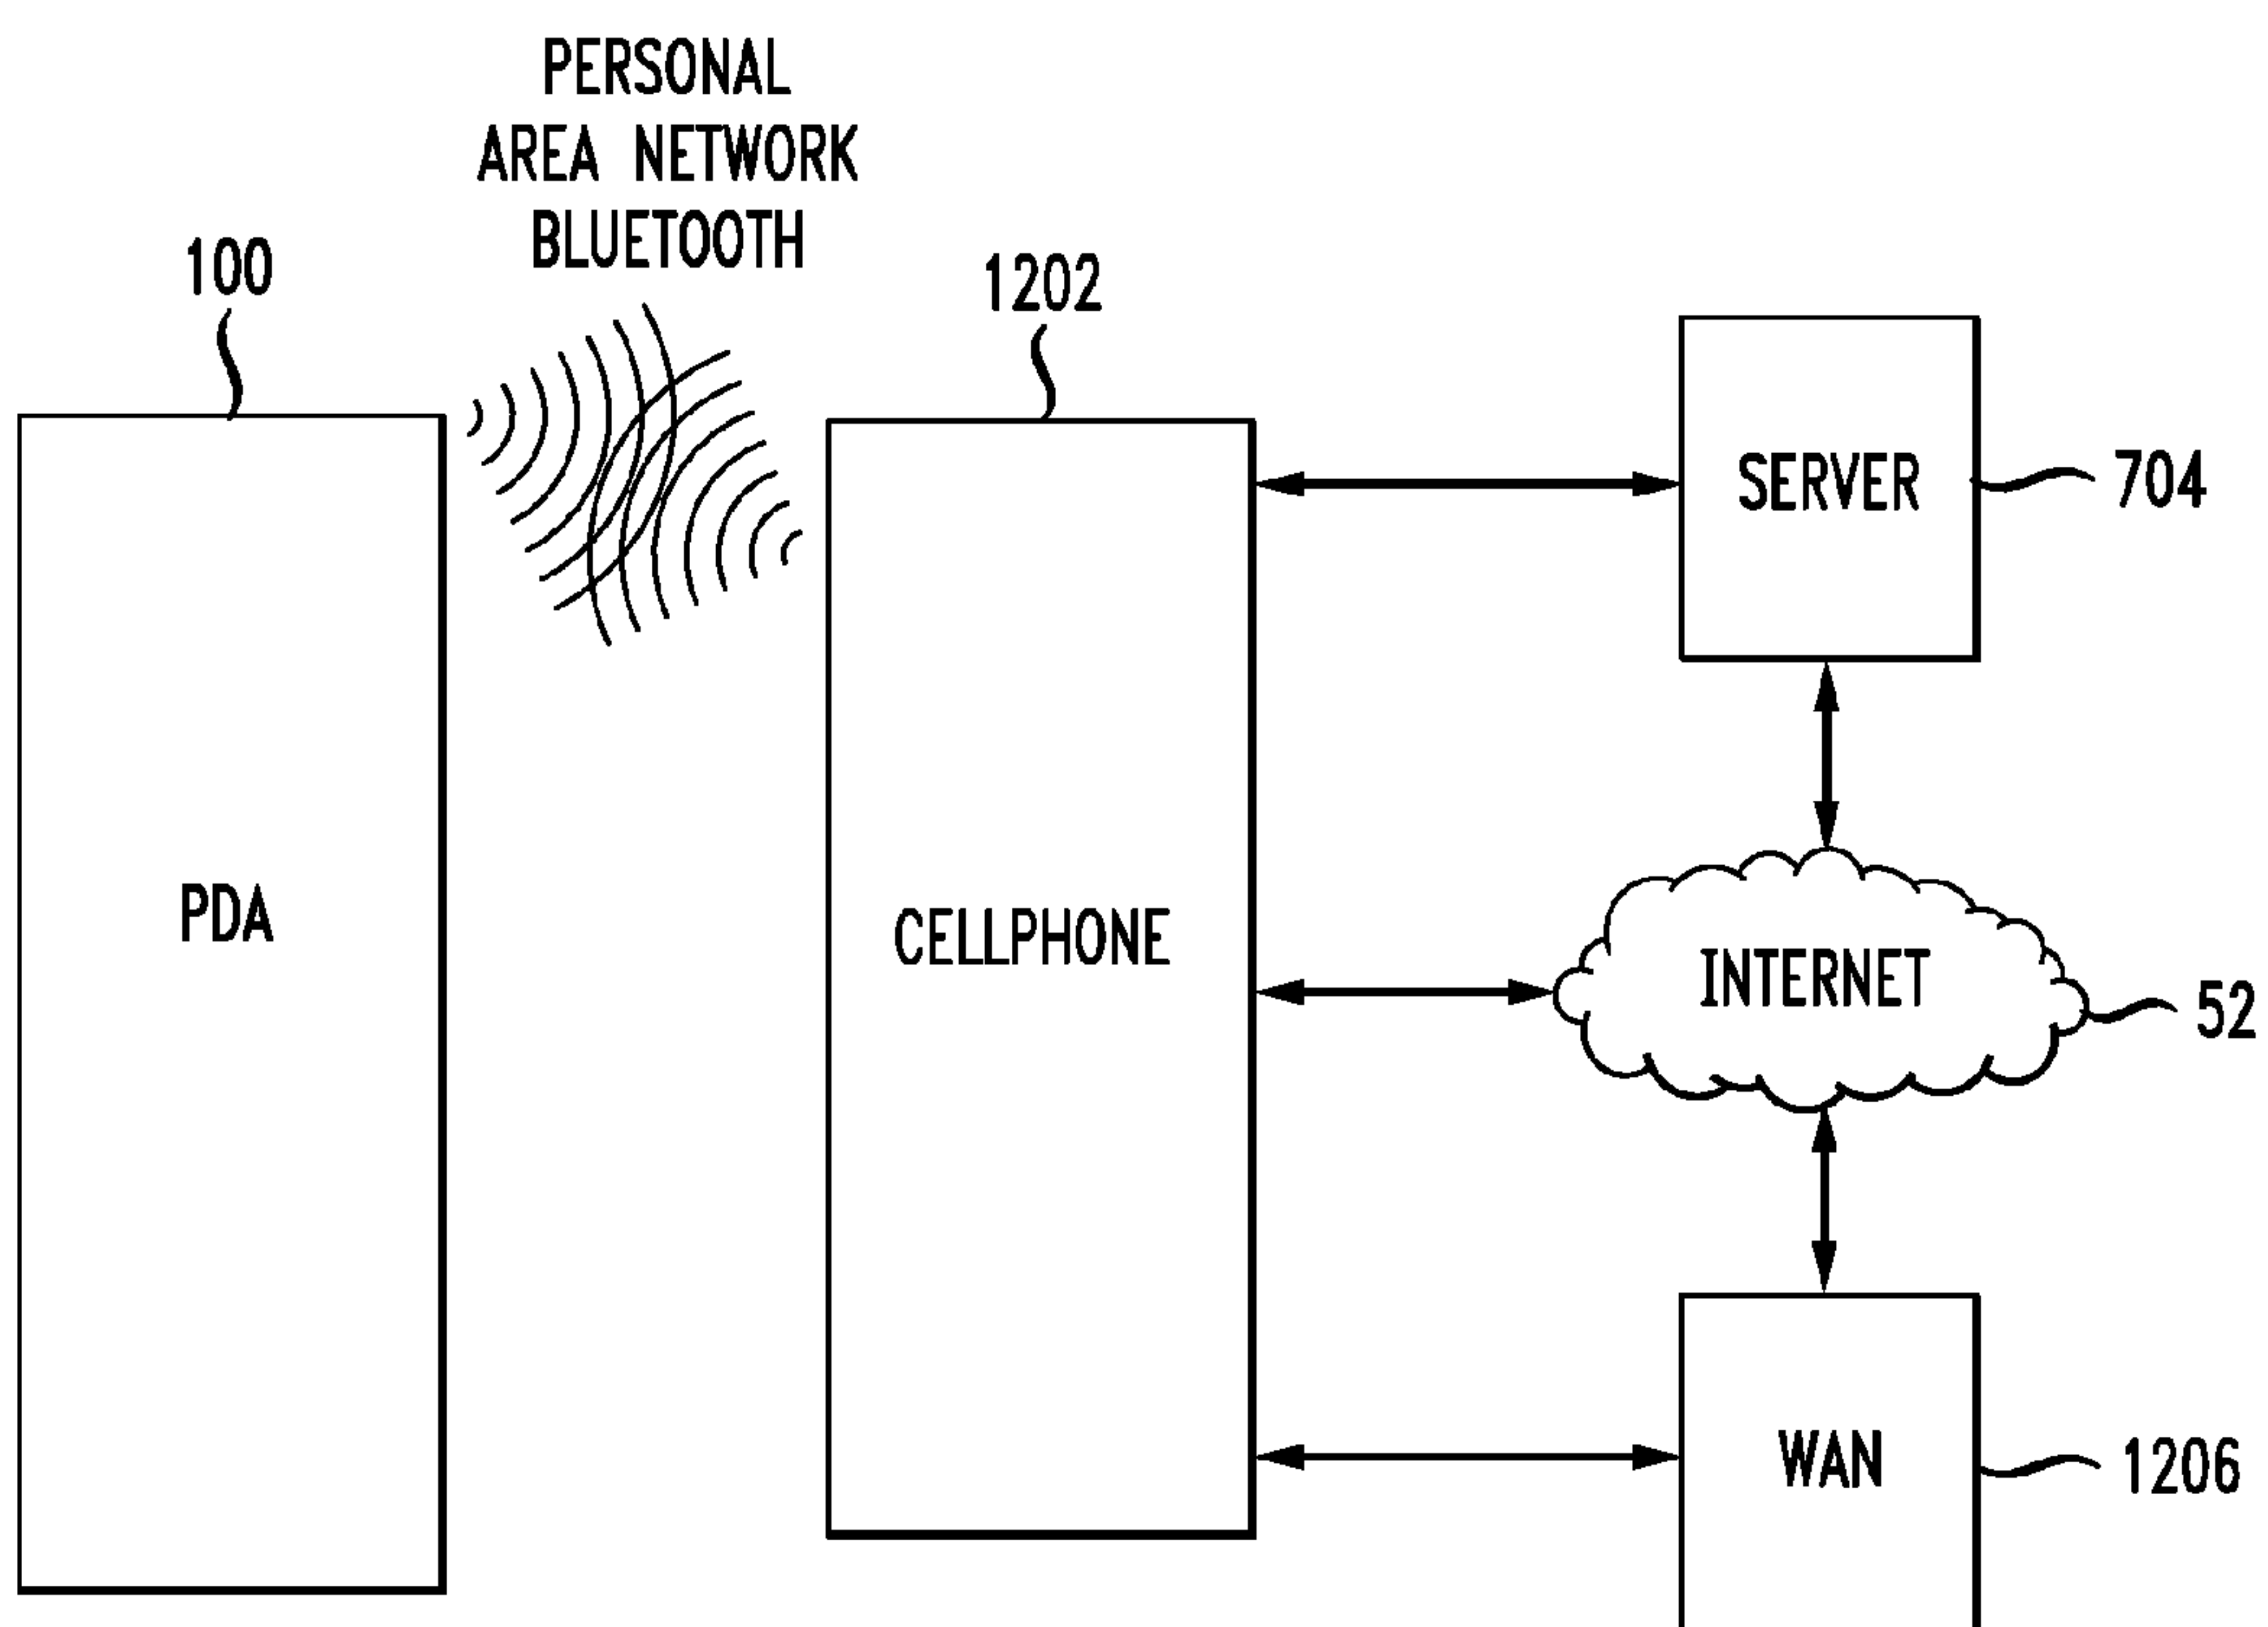 PERSONAL
AREA NETWORK
BLUETOOTH
100
1202
SERVER
704
PDA
CELLPHONE
INTERNET
52
WAN
1206